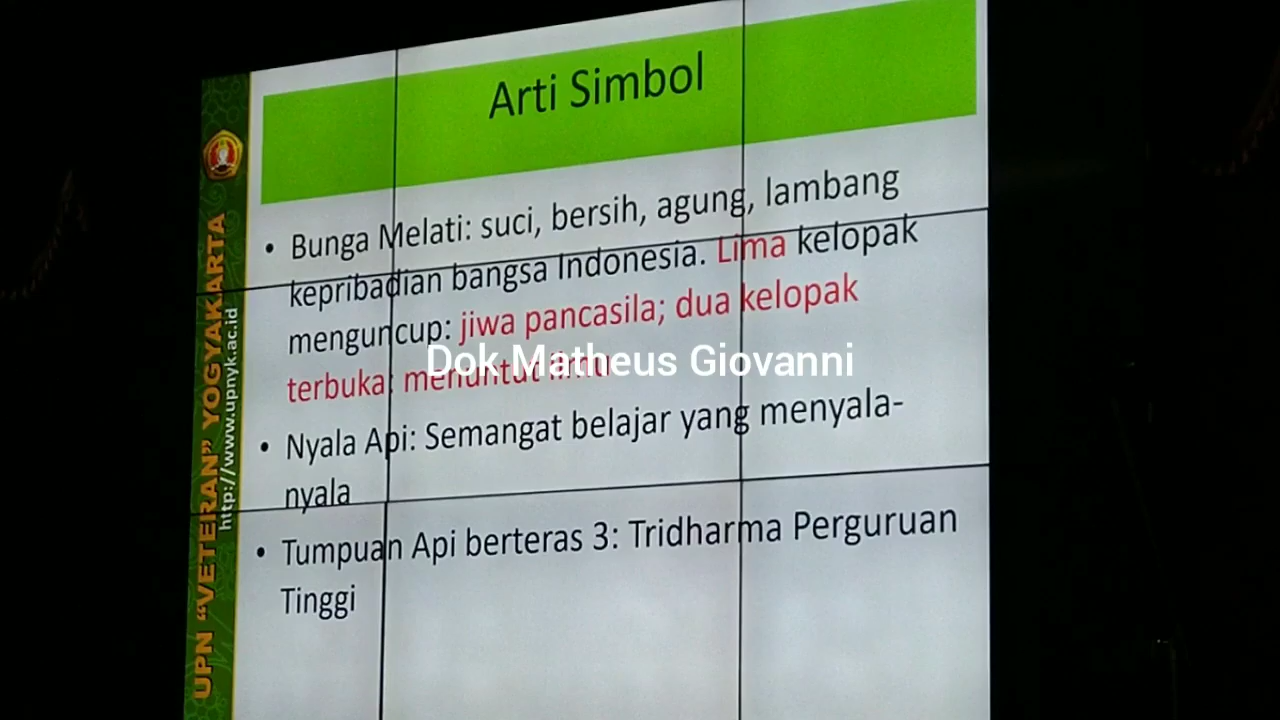 Arti Simbol
• Bunga Melati: suci, bersih, agung, lambang
kepribadian bangsa Indonesia. Lima kelopak
menguncup: jiwa pancasila; dua kelopak
terbuka: menuntut ilmu
• Nyala Api: Semangat belajar yang menyala-
nyala
• Tumpuan Api berteras 3: Tridharma Perguruan
Tinggi
UPN “VETERAN” YOGYAKARTA
http://www.upnyk.ac.id
Dok Matheus Giovanni